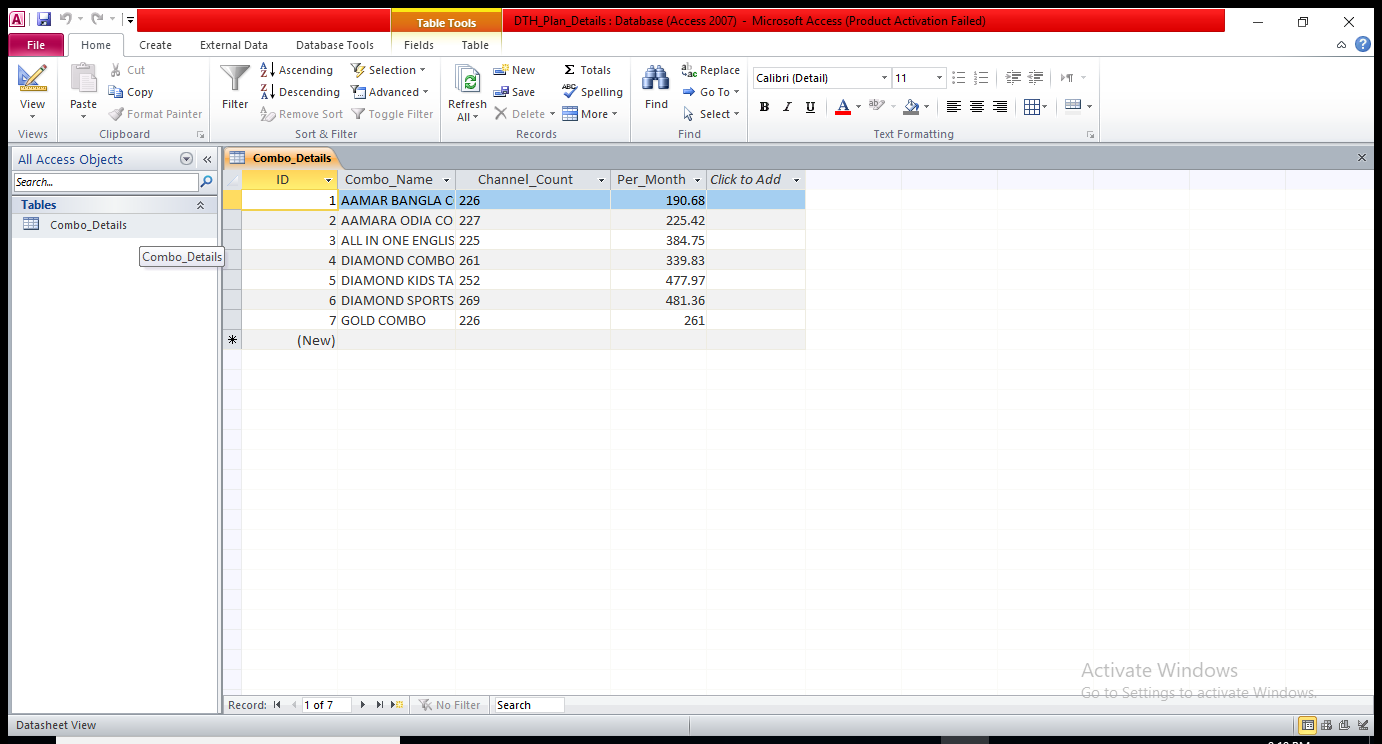 A
Table Tools
DTH_Plan_Details : Database (Access 2007) - Microsoft Access (Product Activation Failed)
File Home Create External Data Database Tools Fields Table
View
Views
Paste
Cut
Copy
Format Painter
Clipboard
Filter
Ascending
Descending
Remove Sort
Selection
Advanced
Toggle Filter
Sort & Filter
Refresh
All
New
Save
Delete
Totals
Spelling
More
Records
Find
Replace
Go To
Select
Find
Calibri (Detail) 11
B I U A
Text Formatting
All Access Objects
Search...
Tables
Combo_Details
Combo_Details
Combo_Details
ID Combo_Name Channel_Count Per_Month Click to Add
1 AAMAR BANGLA C 226 190.68
2 AAMARA ODIA CO 227 225.42
3 ALL IN ONE ENGLIS 225 384.75
4 DIAMOND COMBO 261 339.83
5 DIAMOND KIDS TA 252 477.97
6 DIAMOND SPORTS 269 481.36
7 GOLD COMBO 226 261
(New)
Activate Windows
Go to Settings to activate Windows.
Record: 1 of 7 No Filter Search
Datasheet View